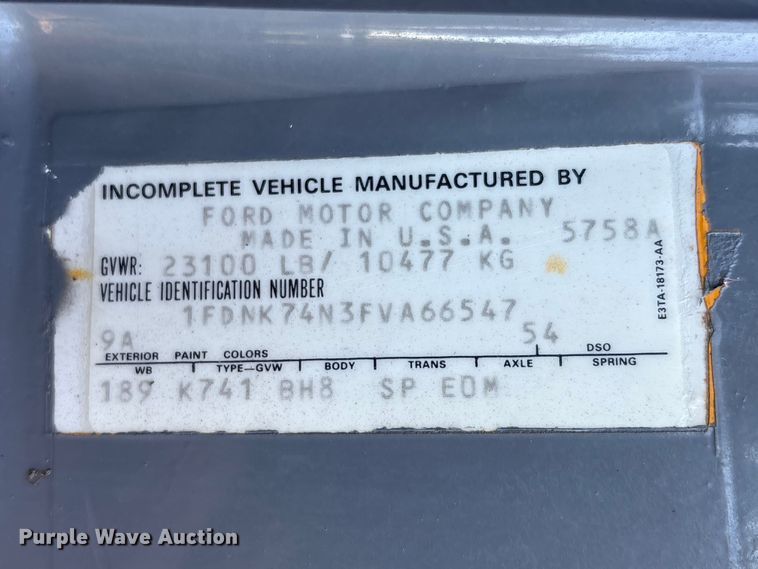 INCOMPLETE VEHICLE MANUFACTURED BY
FORD MOTOR COMPANY
MADE IN U.S.A. 5758A
GVWR: 23100 LB/ 10477 KG
VEHICLE IDENTIFICATION NUMBER
1FDNK74N3FVA66547
9A 54
EXTERIOR PAINT COLORS DSO
WB TYPE—GVW BODY TRANS AXLE SPRING
189 K741 BH8 SP EDM
E3TA-18173-AA
Purple Wave Auction